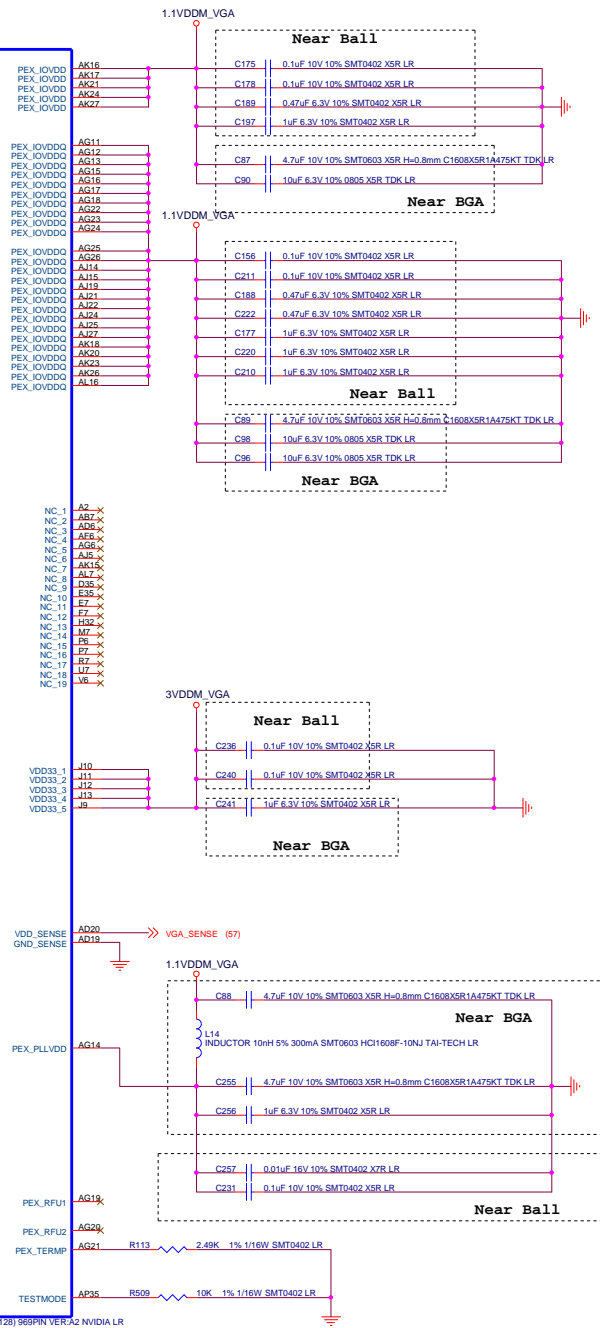 1.1VDDM_VGA
Near Ball
PEX_IOVDD AK16 C175 0.1uF 10V 10% SMT0402 X5R LR
PEX_IOVDD AK17
PEX_IOVDD AK21 C178 0.1uF 10V 10% SMT0402 X5R LR
PEX_IOVDD AK24
PEX_IOVDD AK27 C189 0.47uF 6.3V 10% SMT0402 X5R LR
C197 1uF 6.3V 10% SMT0402 X5R LR
PEX_IOVDDQ AG11
PEX_IOVDDQ AG12
PEX_IOVDDQ AG13 C87 4.7uF 10V 10% SMT0603 X5R H=0.8mm C1608X5R1A475KT TDK LR
PEX_IOVDDQ AG15
PEX_IOVDDQ AG16 C90 10uF 6.3V 10% 0805 X5R TDK LR
PEX_IOVDDQ AG17
PEX_IOVDDQ AG18
Near BGA
PEX_IOVDDQ AG22
1.1VDDM_VGA
PEX_IOVDDQ AG23
PEX_IOVDDQ AG24
PEX_IOVDDQ AG25
PEX_IOVDDQ AG26 C156 0.1uF 10V 10% SMT0402 X5R LR
PEX_IOVDDQ AJ14
PEX_IOVDDQ AJ15 C211 0.1uF 10V 10% SMT0402 X5R LR
PEX_IOVDDQ AJ19
PEX_IOVDDQ AJ21 C188 0.47uF 6.3V 10% SMT0402 X5R LR
PEX_IOVDDQ AJ22
PEX_IOVDDQ AJ24 C222 0.47uF 6.3V 10% SMT0402 X5R LR
PEX_IOVDDQ AJ25
PEX_IOVDDQ AJ27 C177 1uF 6.3V 10% SMT0402 X5R LR
PEX_IOVDDQ AK18
PEX_IOVDDQ AK20 C220 1uF 6.3V 10% SMT0402 X5R LR
PEX_IOVDDQ AK23
PEX_IOVDDQ AK26 C210 1uF 6.3V 10% SMT0402 X5R LR
PEX_IOVDDQ AL16
Near Ball
C89 4.7uF 10V 10% SMT0603 X5R H=0.8mm C1608X5R1A475KT TDK LR
C98 10uF 6.3V 10% 0805 X5R TDK LR
C96 10uF 6.3V 10% 0805 X5R TDK LR
Near BGA
NC_1 A2
NC_2 AB7
NC_3 AD6
NC_4 AF6
NC_5 AG6
NC_6 AJ5
NC_7 AK15
NC_8 AL7
NC_9 D35
NC_10 E35
NC_11 E7
NC_12 F7
NC_13 H32
NC_14 M7
NC_15 P6
NC_16 P7
NC_17 R7
NC_18 U7
NC_19 V6
3VDDM_VGA
Near Ball
C236 0.1uF 10V 10% SMT0402 X5R LR
VDD33_1 J10
VDD33_2 J11 C240 0.1uF 10V 10% SMT0402 X5R LR
VDD33_3 J12
VDD33_4 J13
VDD33_5 J9 C241 1uF 6.3V 10% SMT0402 X5R LR
Near BGA
VDD_SENSE AD20 VGA_SENSE (57)
GND_SENSE AD19
1.1VDDM_VGA
C88 4.7uF 10V 10% SMT0603 X5R H=0.8mm C1608X5R1A475KT TDK LR
Near BGA
L14
INDUCTOR 10nH 5% 300mA SMT0603 HCI1608F-10NJ TAI-TECH LR
PEX_PLLVDD AG14
C255 4.7uF 10V 10% SMT0603 X5R H=0.8mm C1608X5R1A475KT TDK LR
C256 1uF 6.3V 10% SMT0402 X5R LR
C257 0.01uF 16V 10% SMT0402 X7R LR
C231 0.1uF 10V 10% SMT0402 X5R LR
PEX_RFU1 AG19
Near Ball
PEX_RFU2 AG20
PEX_TERMP AG21 R113 2.49K 1% 1/16W SMT0402 LR
TESTMODE AP35 R509 10K 1% 1/16W SMT0402 LR
128) 969PIN VER:A2 NVIDIA LR